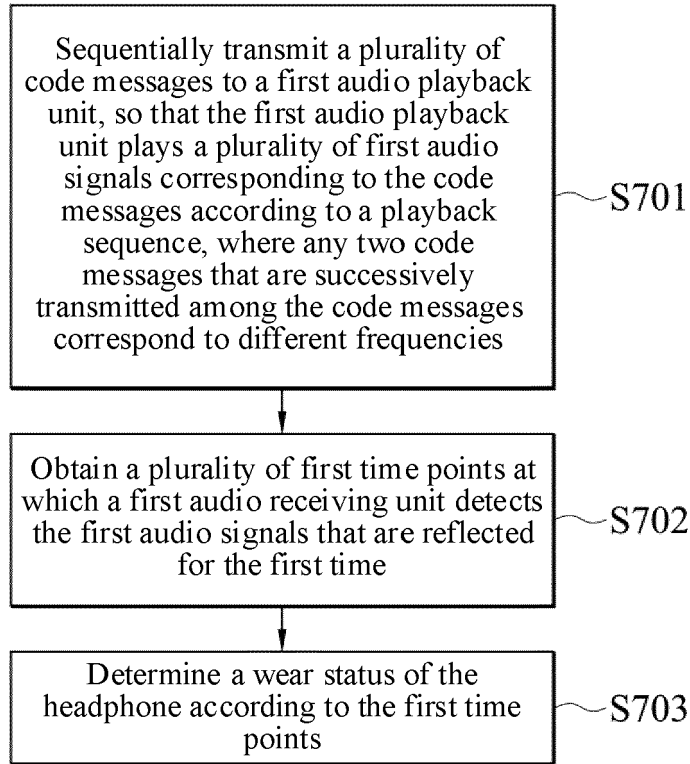 Sequentially transmit a plurality of
code messages to a first audio playback
unit, so that the first audio playback
unit plays a plurality of first audio
signals corresponding to the code
messages according to a playback
sequence, where any two code
messages that are successively
transmitted among the code messages
correspond to different frequencies
S701
Obtain a plurality of first time points at
which a first audio receiving unit detects
the first audio signals that are reflected
for the first time
S702
Determine a wear status of the
headphone according to the first time
points
S703